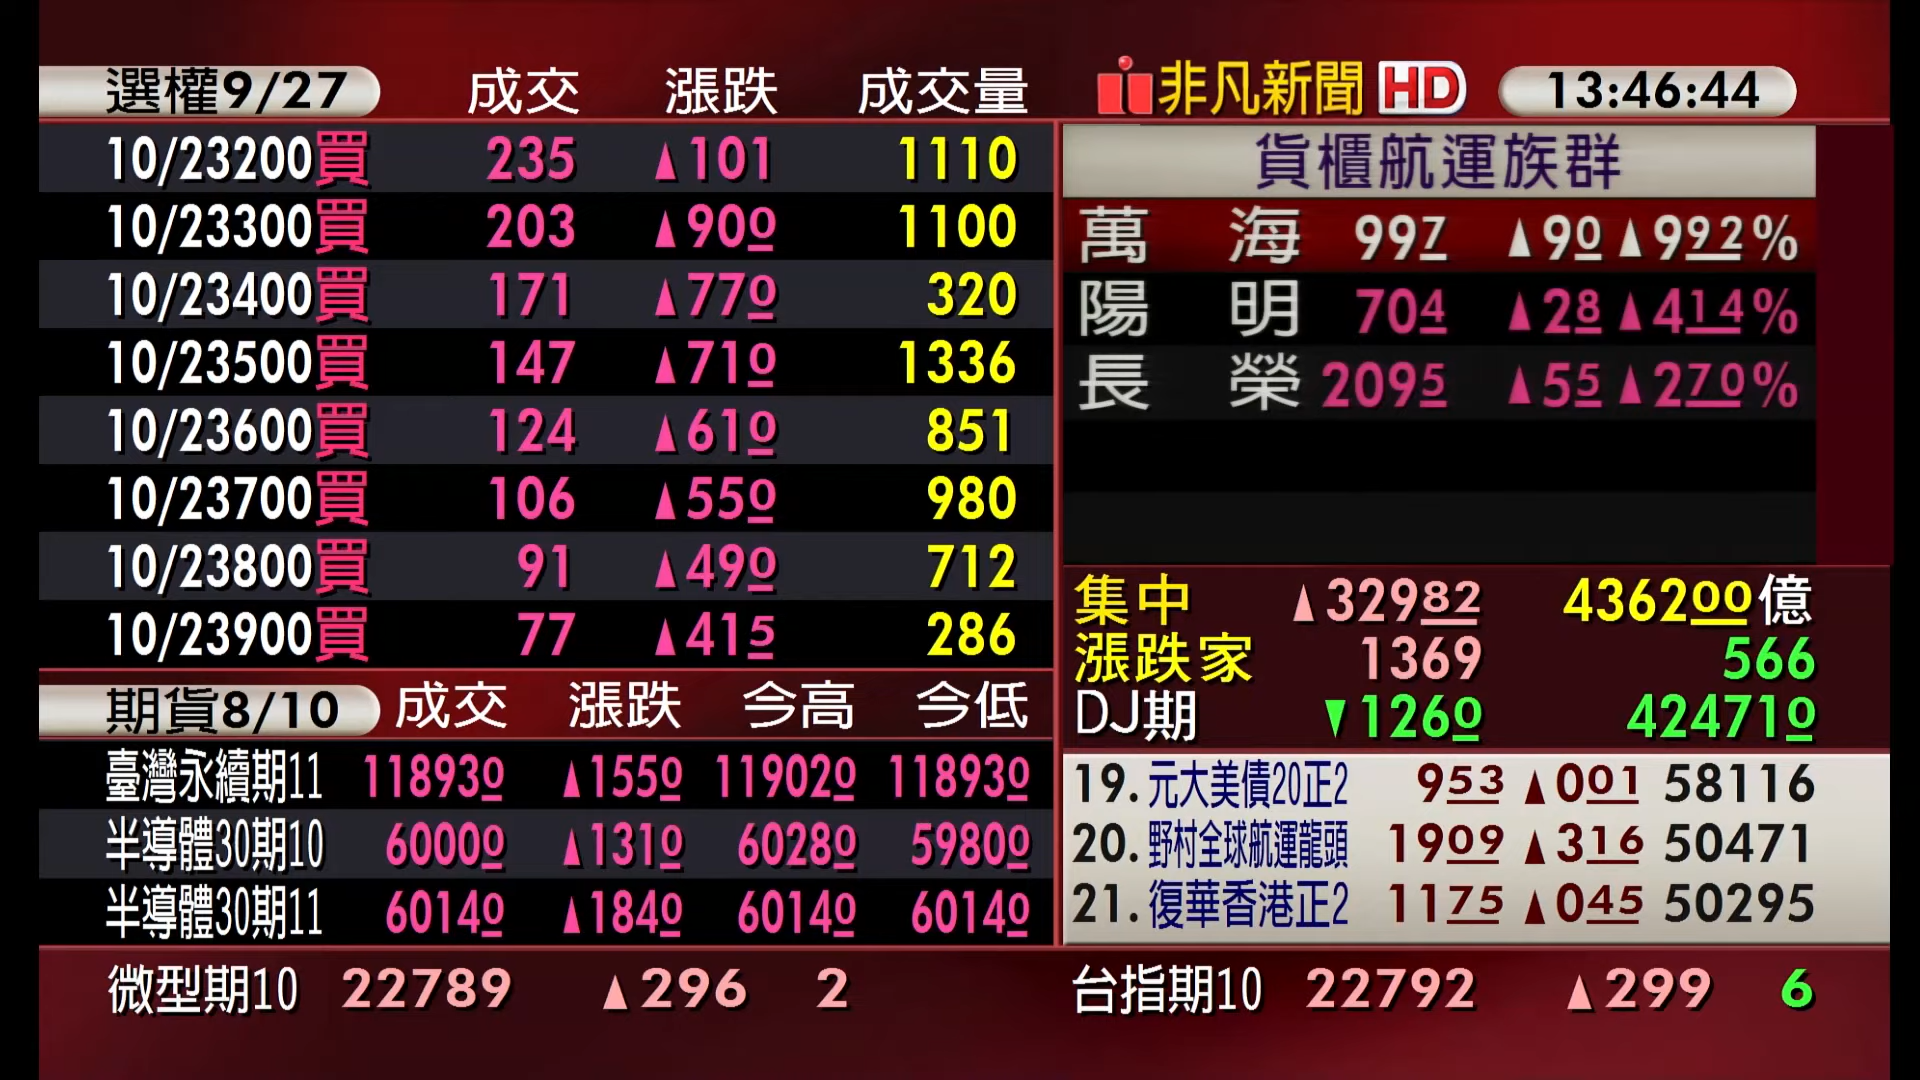 選權9/27 成交 漲跌 成交量
10/23200買 235 ▲101 1110
10/23300買 203 ▲900 1100
10/23400買 171 ▲770 320
10/23500買 147 ▲710 1336
10/23600買 124 ▲610 851
10/23700買 106 ▲550 980
10/23800買 91 ▲490 712
10/23900買 77 ▲415 286
期貨8/10 成交 漲跌 今高 今低
臺灣永續期11 118930 ▲1550 119020 118930
半導體30期10 60000 ▲1310 60280 59800
半導體30期11 60140 ▲1840 60140 60140
微型期10 22789 ▲296 2
非凡新聞 HD 13:46:44
貨櫃航運族群
萬海 997 ▲90 ▲992%
陽明 704 ▲28 ▲414%
長榮 2095 ▲55 ▲270%
集中 ▲32982 436200億
漲跌家 1369 566
DJ期 ▼1260 424710
19. 元大美債20正2 953 ▲001 58116
20. 野村全球航運龍頭 1909 ▲316 50471
21. 復華香港正2 1175 ▲045 50295
台指期10 22792 ▲299 6